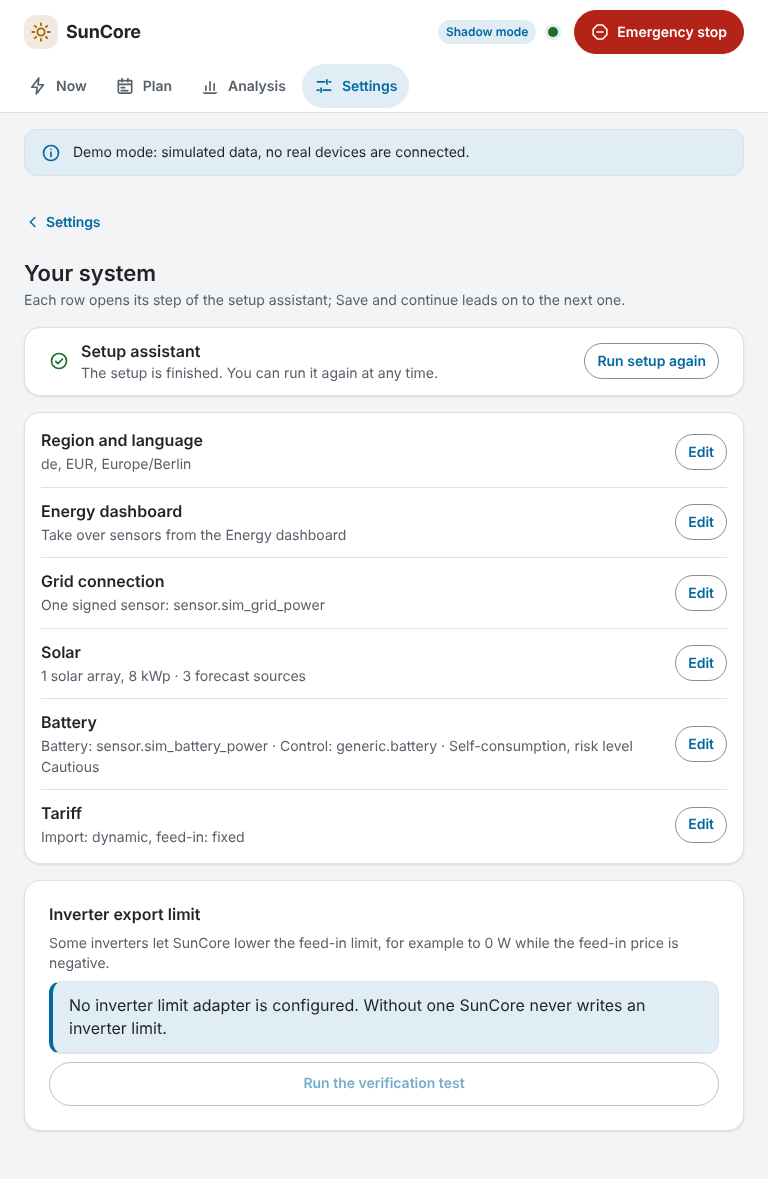 SunCore
Shadow mode
Emergency stop
Now
Plan
Analysis
Settings
Demo mode: simulated data, no real devices are connected.
Settings
Your system
Each row opens its step of the setup assistant; Save and continue leads on to the next one.
Setup assistant
The setup is finished. You can run it again at any time.
Run setup again
Region and language
de, EUR, Europe/Berlin
Edit
Energy dashboard
Take over sensors from the Energy dashboard
Edit
Grid connection
One signed sensor: sensor.sim_grid_power
Edit
Solar
1 solar array, 8 kWp · 3 forecast sources
Edit
Battery
Battery: sensor.sim_battery_power · Control: generic.battery · Self-consumption, risk level
Cautious
Edit
Tariff
Import: dynamic, feed-in: fixed
Edit
Inverter export limit
Some inverters let SunCore lower the feed-in limit, for example to 0 W while the feed-in price is
negative.
No inverter limit adapter is configured. Without one SunCore never writes an
inverter limit.
Run the verification test